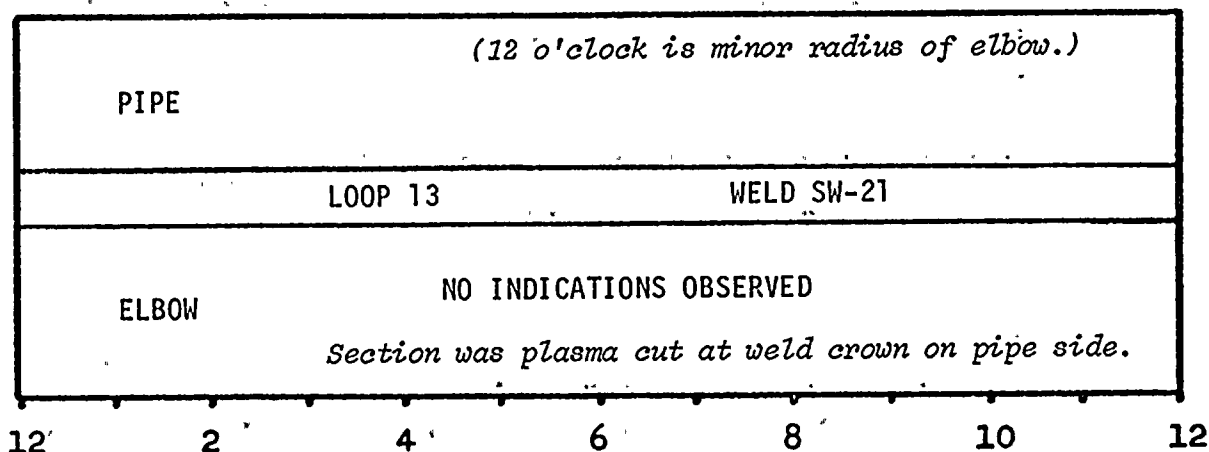 (12 o'clock is minor radius of elbow.)
PIPE
LOOP 13 WELD SW-21
NO INDICATIONS OBSERVED
ELBOW
Section was plasma cut at weld crown on pipe side.
12 2 4 6 8 10 12